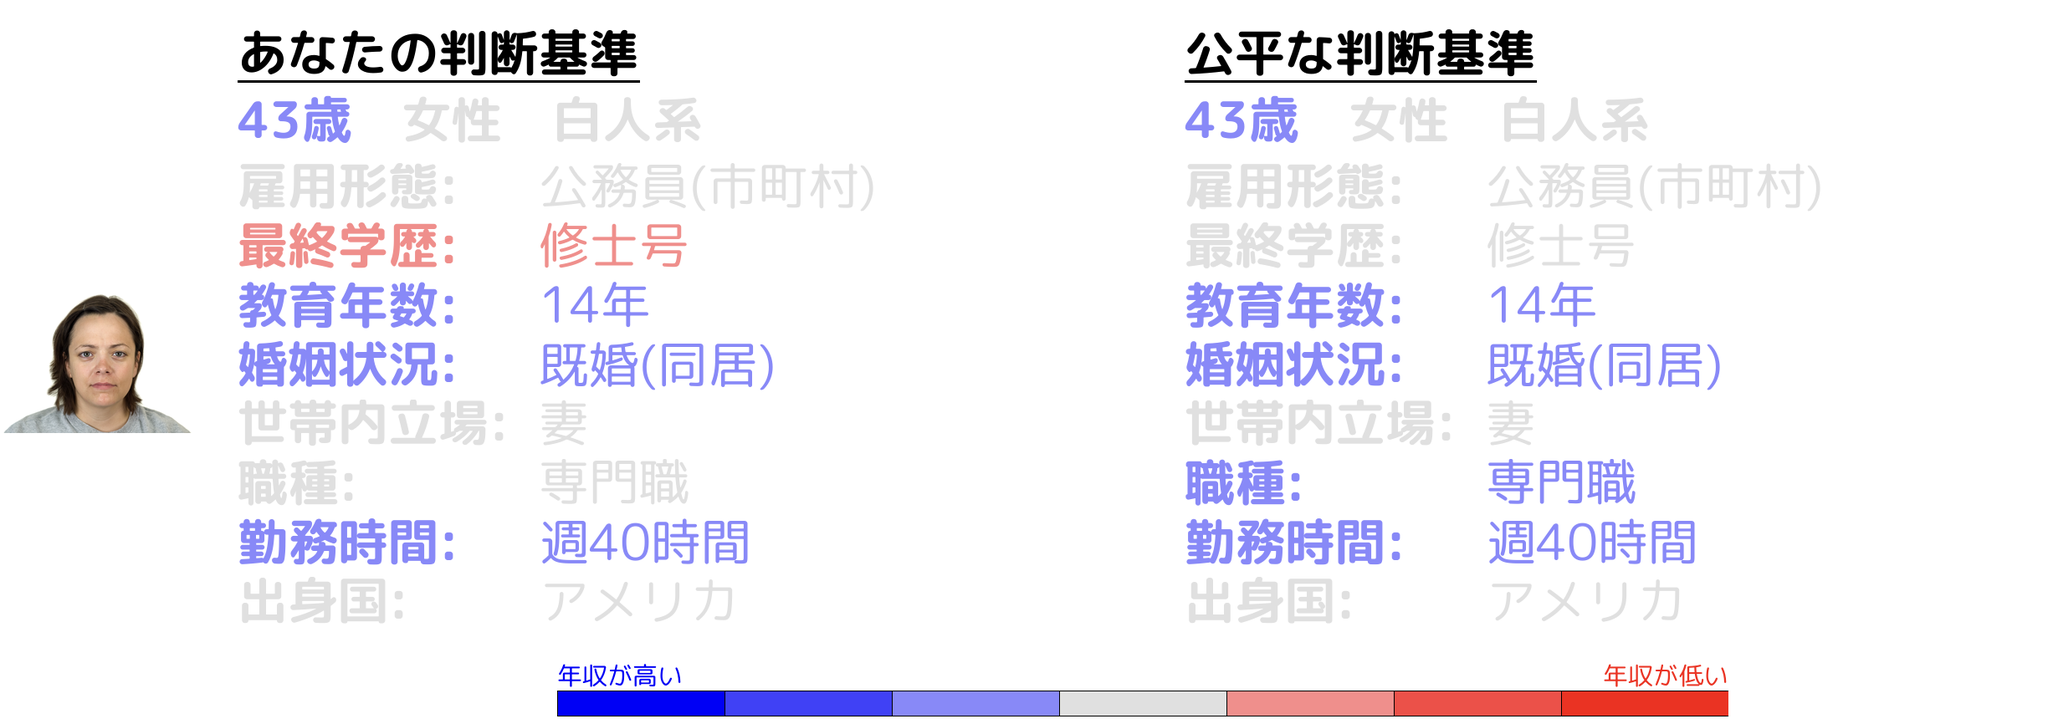 あなたの判断基準
43歳 女性 白人系
雇用形態: 公務員(市町村)
最終学歴: 修士号
教育年数: 14年
婚姻状況: 既婚(同居)
世帯内立場: 妻
職種: 専門職
勤務時間: 週40時間
出身国: アメリカ
公平な判断基準
43歳 女性 白人系
雇用形態: 公務員(市町村)
最終学歴: 修士号
教育年数: 14年
婚姻状況: 既婚(同居)
世帯内立場: 妻
職種: 専門職
勤務時間: 週40時間
出身国: アメリカ
年収が高い
年収が低い